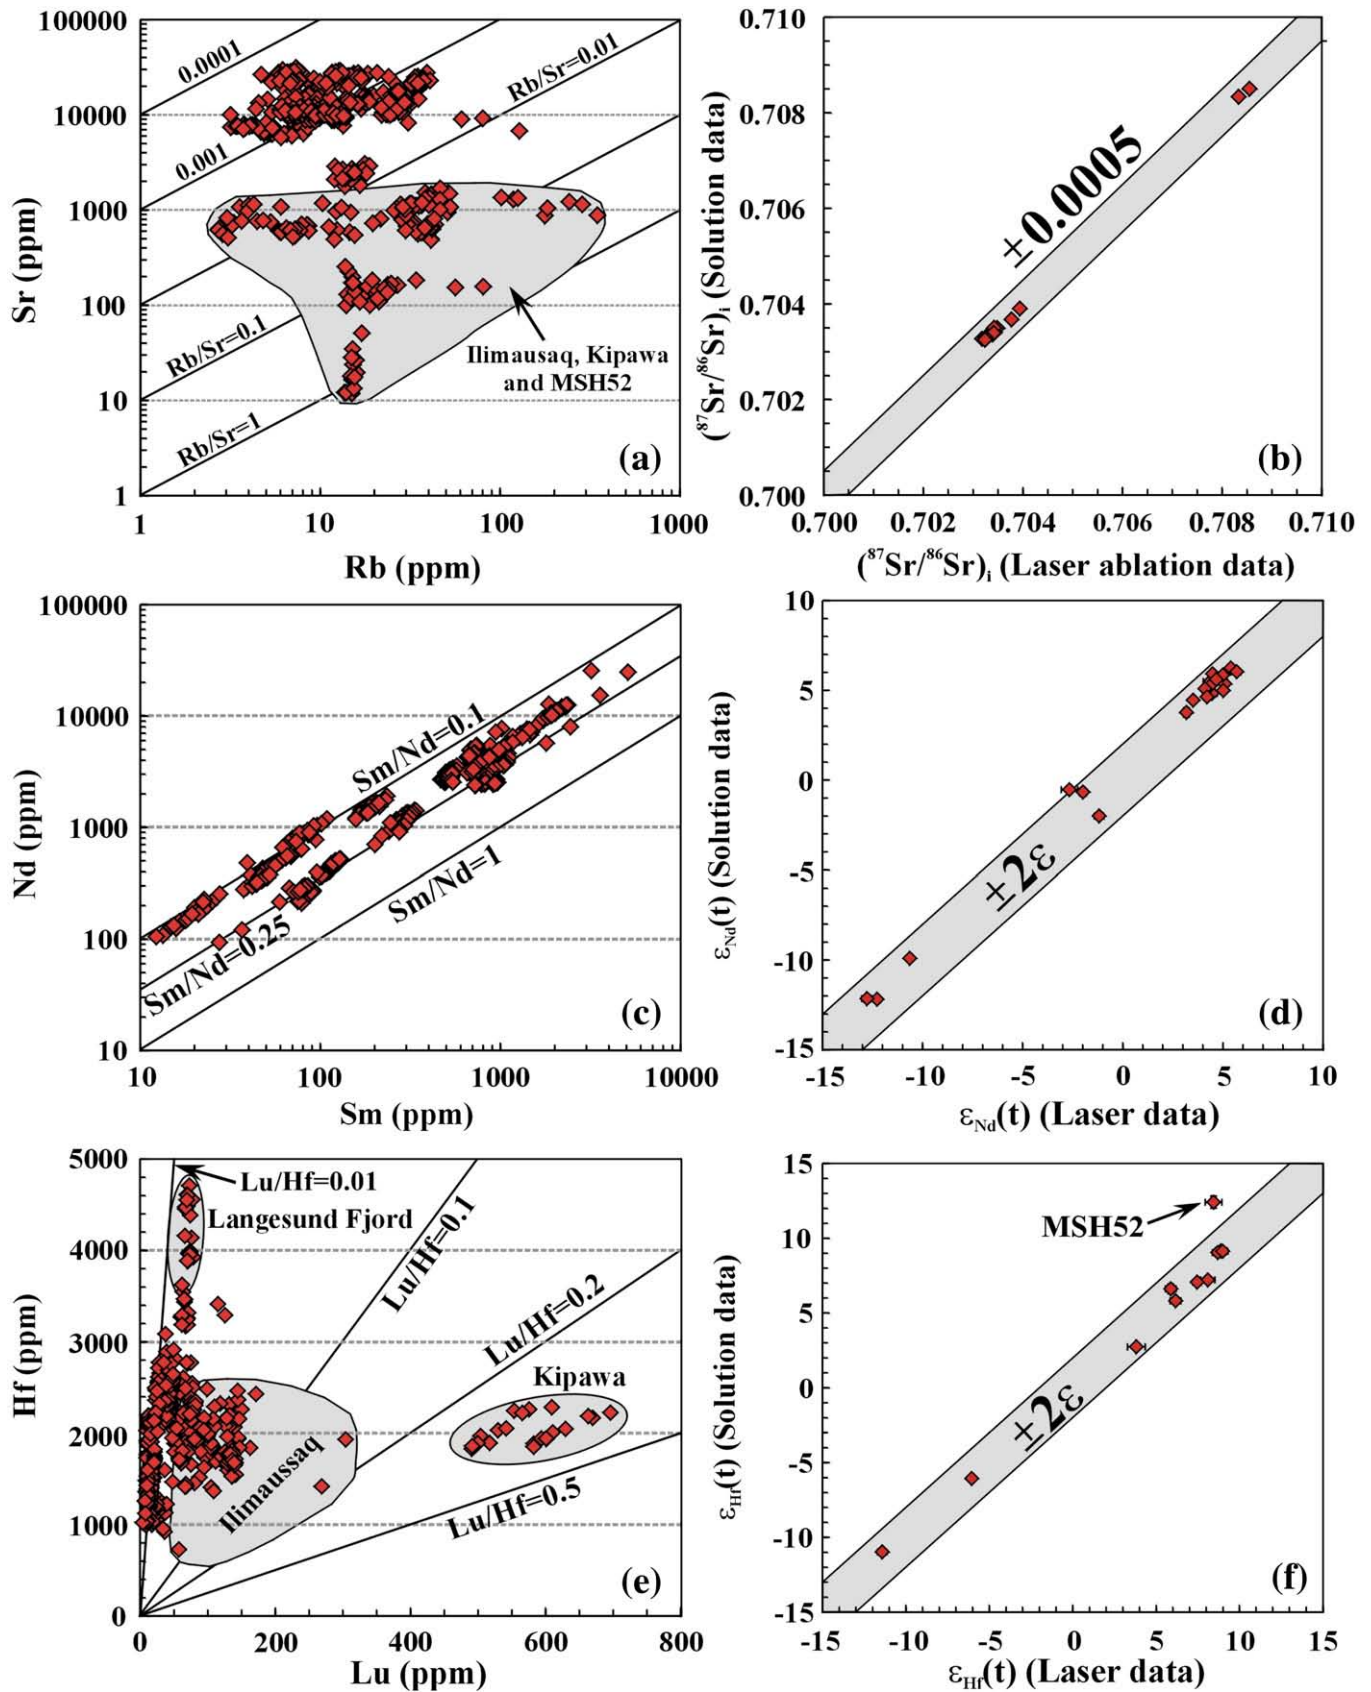 100000
10000
1000
100
10
1
Sr (ppm)
0.0001
0.001
Rb/Sr=0.01
Rb/Sr=0.1
Rb/Sr=1
Ilimausaq, Kipawa
and MSH52
(a)
1
10
100
1000
Rb (ppm)
0.710
0.708
0.706
0.704
0.702
0.700
(⁸⁷Sr/⁸⁶Sr)ᵢ (Solution data)
±0.0005
(b)
0.700
0.702
0.704
0.706
0.708
0.710
(⁸⁷Sr/⁸⁶Sr)ᵢ (Laser ablation data)
100000
10000
1000
100
10
Nd (ppm)
Sm/Nd=0.1
Sm/Nd=0.25
Sm/Nd=1
(c)
10
100
1000
10000
Sm (ppm)
10
5
0
-5
-10
-15
εNd(t) (Solution data)
±2ε
(d)
-15
-10
-5
0
5
10
εNd(t) (Laser data)
5000
4000
3000
2000
1000
0
Hf (ppm)
Lu/Hf=0.01
Langesund Fjord
Lu/Hf=0.1
Lu/Hf=0.2
Kipawa
Ilimaussaq
Lu/Hf=0.5
(e)
0
200
400
600
800
Lu (ppm)
15
10
5
0
-5
-10
-15
εHf(t) (Solution data)
MSH52
±2ε
(f)
-15
-10
-5
0
5
10
15
εHf(t) (Laser data)